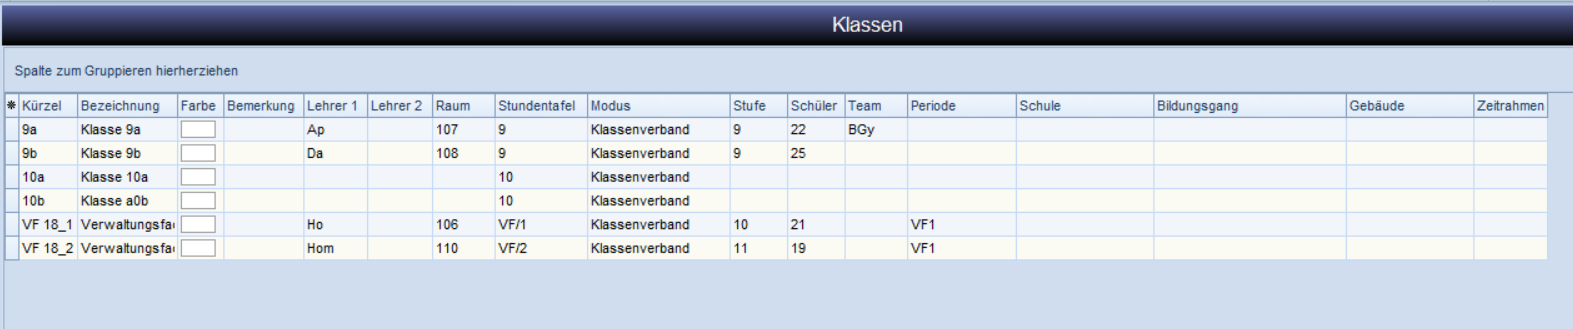 Klassen
Spalte zum Gruppieren hierherziehen
Kürzel Bezeichnung Farbe Bemerkung Lehrer 1 Lehrer 2 Raum Stundentafel Modus Stufe Schüler Team Periode Schule Bildungsgang Gebäude Zeitrahmen
9a Klasse 9a Ap 107 9 Klassenverband 9 22 BGy
9b Klasse 9b Da 108 9 Klassenverband 9 25
10a Klasse 10a 10 Klassenverband
10b Klasse a0b 10 Klassenverband
VF 18_1 Verwaltungsfa Ho 106 VF/1 Klassenverband 10 21 VF1
VF 18_2 Verwaltungsfa Hom 110 VF/2 Klassenverband 11 19 VF1